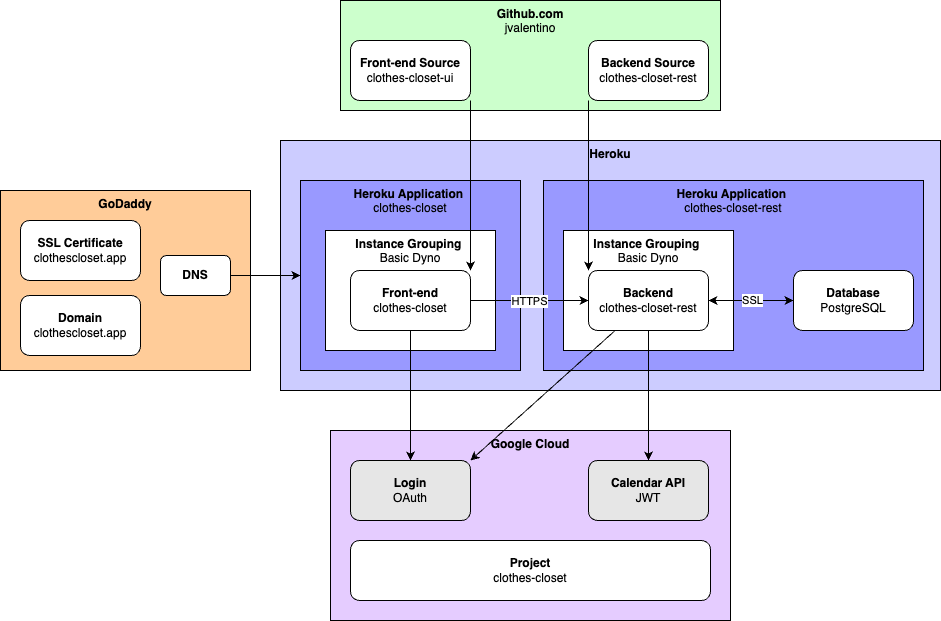 Github.com
jvalentino
Front-end Source
clothes-closet-ui
Backend Source
clothes-closet-rest
Heroku
GoDaddy
SSL Certificate
clothescloset.app
Domain
clothescloset.app
DNS
Heroku Application
clothes-closet
Instance Grouping
Basic Dyno
Front-end
clothes-closet
HTTPS
Heroku Application
clothes-closet-rest
Instance Grouping
Basic Dyno
Backend
clothes-closet-rest
SSL
Database
PostgreSQL
Google Cloud
Login
OAuth
Calendar API
JWT
Project
clothes-closet